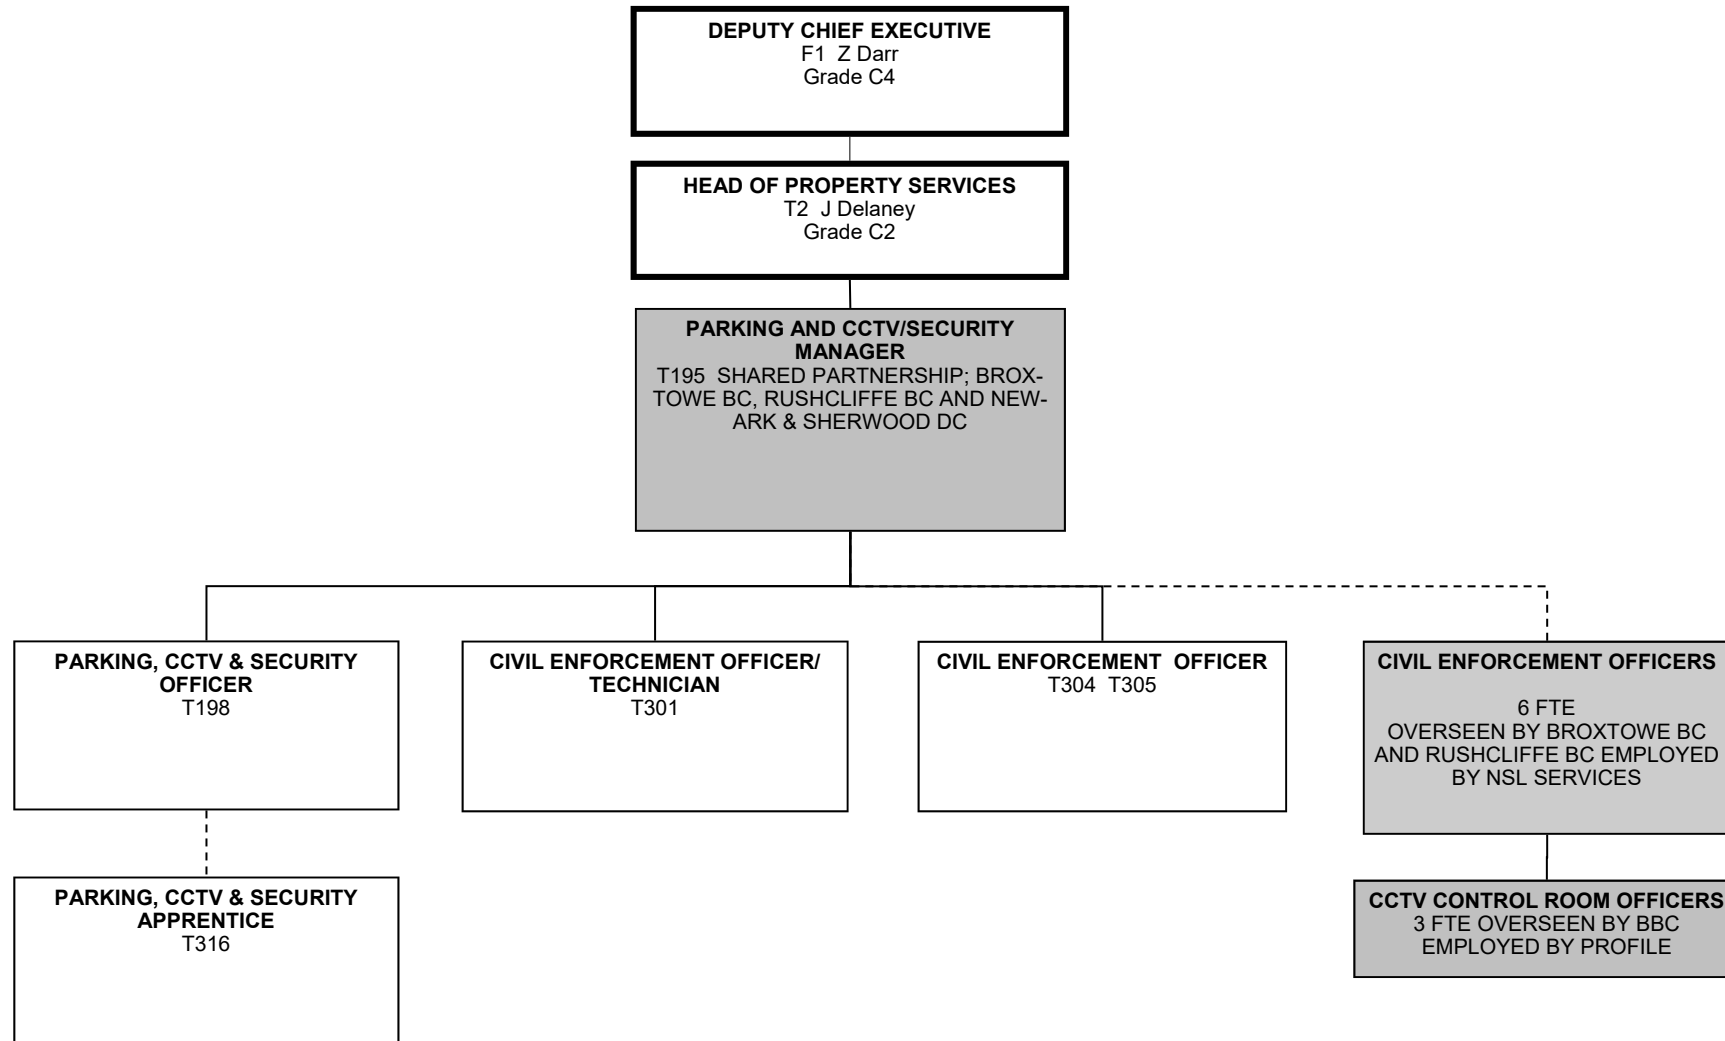 DEPUTY CHIEF EXECUTIVE
F1 Z Darr
Grade C4
HEAD OF PROPERTY SERVICES
T2 J Delaney
Grade C2
PARKING AND CCTV/SECURITY
MANAGER
T195 SHARED PARTNERSHIP; BROX-
TOWE BC, RUSHCLIFFE BC AND NEW-
ARK & SHERWOOD DC
PARKING, CCTV & SECURITY
OFFICER
T198
CIVIL ENFORCEMENT OFFICER/
TECHNICIAN
T301
CIVIL ENFORCEMENT OFFICER
T304 T305
CIVIL ENFORCEMENT OFFICERS
6 FTE
OVERSEEN BY BROXTOWE BC
AND RUSHCLIFFE BC EMPLOYED
BY NSL SERVICES
PARKING, CCTV & SECURITY
APPRENTICE
T316
CCTV CONTROL ROOM OFFICERS
3 FTE OVERSEEN BY BBC
EMPLOYED BY PROFILE